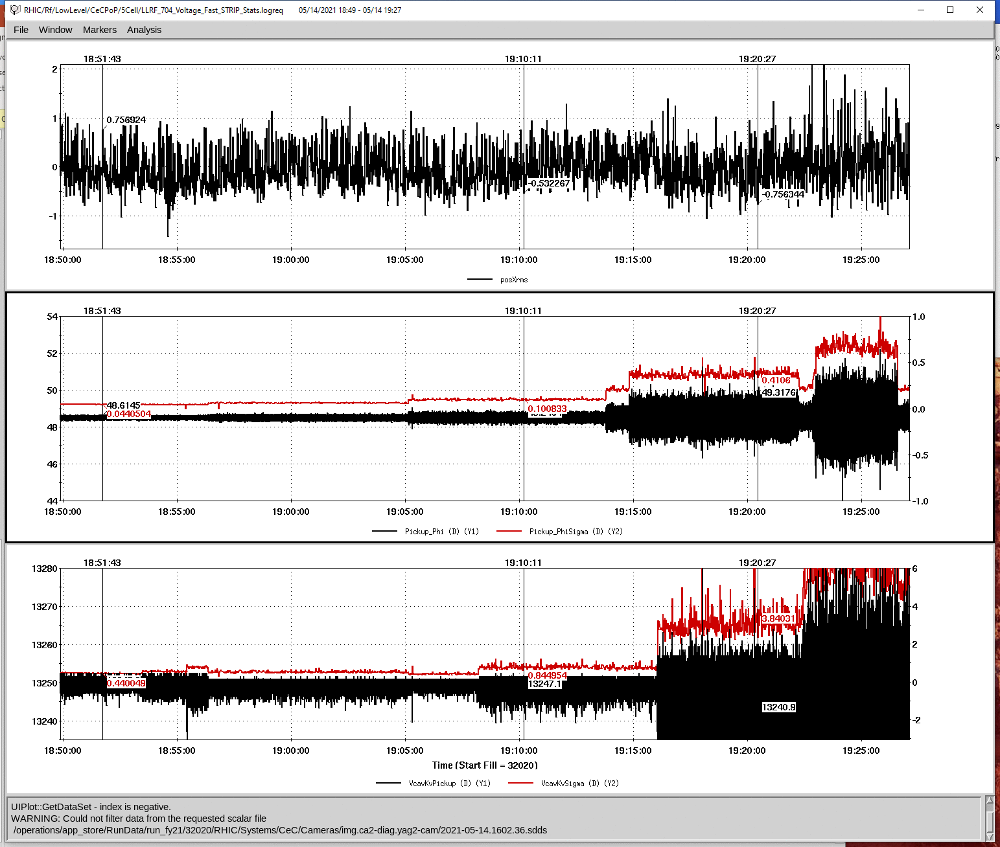 RHIC/Rf/LowLevel/CeCPoP/5Cell/LLRF_704_Voltage_Fast_STRIP_Stats.logreq 05/14/2021 18:49 - 05/14 19:27
File Window Markers Analysis
18:51:43 19:10:11 19:20:27
2
1
0
-1
0.756924
-0.532267
-0.756344
18:50:00 18:55:00 19:00:00 19:05:00 19:10:00 19:15:00 19:20:00 19:25:00
posXrms
18:51:43 19:10:11 19:20:27
54 1.0
52 0.5
50 0.0
48 -0.5
46 -1.0
44
48.6145
0.0440504
0.100833
0.4106
49.3176
18:50:00 18:55:00 19:00:00 19:05:00 19:10:00 19:15:00 19:20:00 19:25:00
Pickup_Phi (D) (Y1) Pickup_PhiSigma (D) (Y2)
18:51:43 19:10:11 19:20:27
13280 6
13270 4
13260 2
13250 0
13240 -2
0.440049
0.844954
13247.1
3.84031
13240.9
18:50:00 18:55:00 19:00:00 19:05:00 19:10:00 19:15:00 19:20:00 19:25:00
Time (Start Fill = 32020)
VcavKvPickup (D) (Y1) VcavKvSigma (D) (Y2)
UIPlot::GetDataSet - index is negative.
WARNING: Could not filter data from the requested scalar file
/operations/app_store/RunData/run_fy21/32020/RHIC/Systems/CeC/Cameras/img.ca2-diag.yag2-cam/2021-05-14.1602.36.sdds